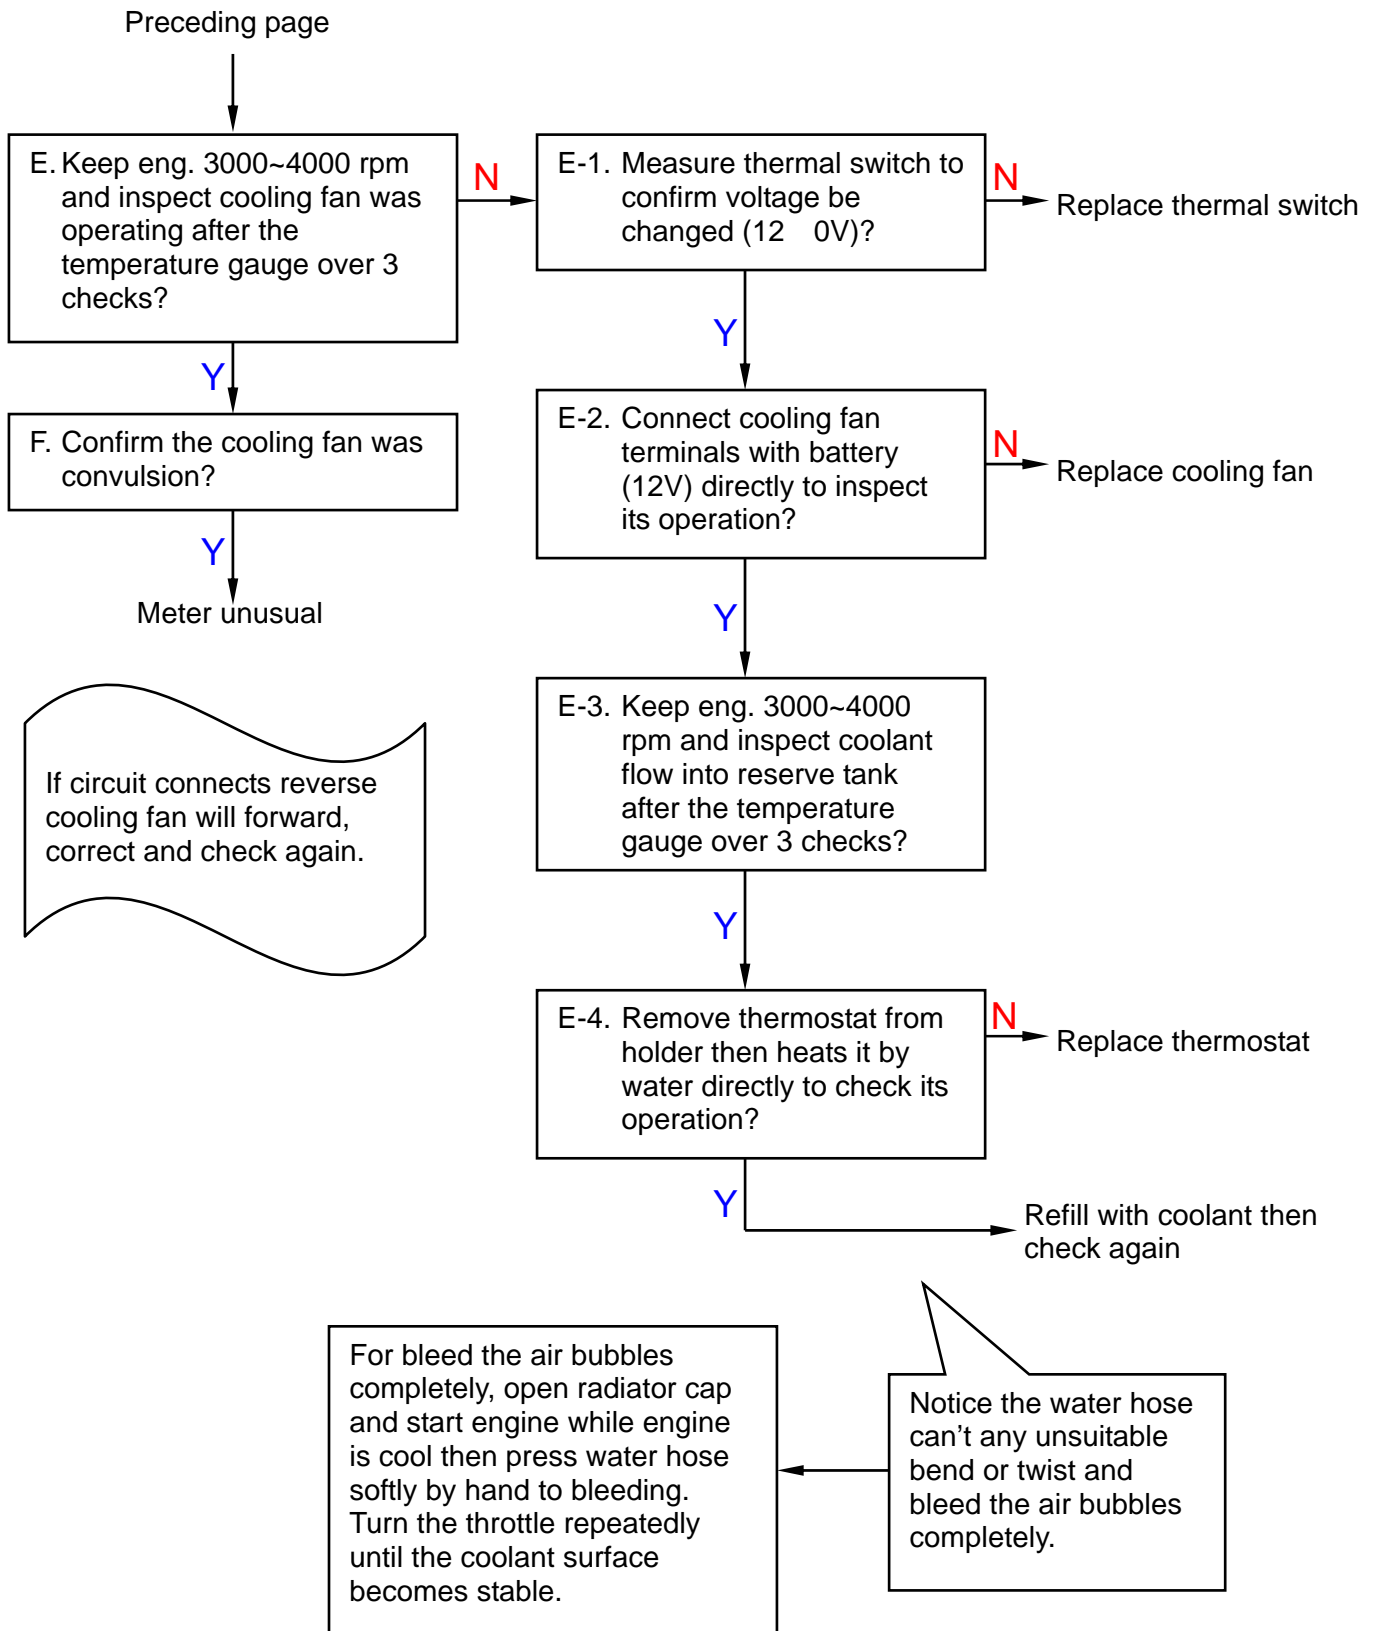 Preceding page
E. Keep eng. 3000~4000 rpm
and inspect cooling fan was
operating after the
temperature gauge over 3
checks?
N
E-1. Measure thermal switch to
confirm voltage be
changed (12 0V)?
N
Replace thermal switch
Y
Y
F. Confirm the cooling fan was
convulsion?
E-2. Connect cooling fan
terminals with battery
(12V) directly to inspect
its operation?
N
Replace cooling fan
Y
Meter unusual
Y
If circuit connects reverse
cooling fan will forward,
correct and check again.
E-3. Keep eng. 3000~4000
rpm and inspect coolant
flow into reserve tank
after the temperature
gauge over 3 checks?
Y
E-4. Remove thermostat from
holder then heats it by
water directly to check its
operation?
N
Replace thermostat
Y
Refill with coolant then
check again
For bleed the air bubbles
completely, open radiator cap
and start engine while engine
is cool then press water hose
softly by hand to bleeding.
Turn the throttle repeatedly
until the coolant surface
becomes stable.
Notice the water hose
can't any unsuitable
bend or twist and
bleed the air bubbles
completely.